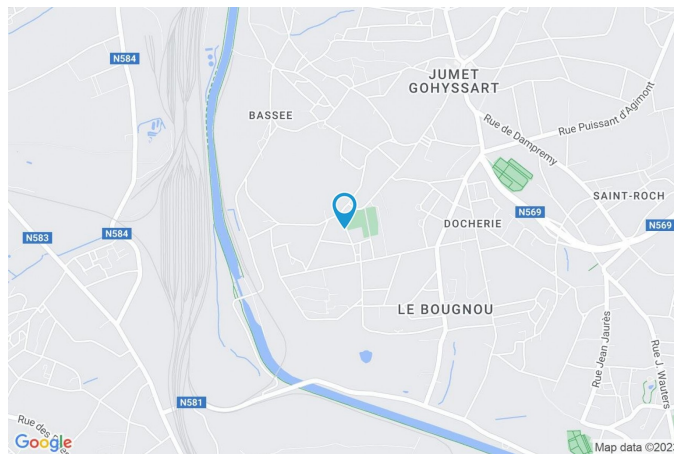 N584
JUMET
GOHYSSART
BASSEE
Rue de Dampremy
Rue Puissant d'Agimont
SAINT-ROCH
N569
DOCHERIE
N569
N583
N584
LE BOUGNOU
Rue Jean Jaurès
Rue J. Wauters
N581
Rue des
Google
Map data ©202